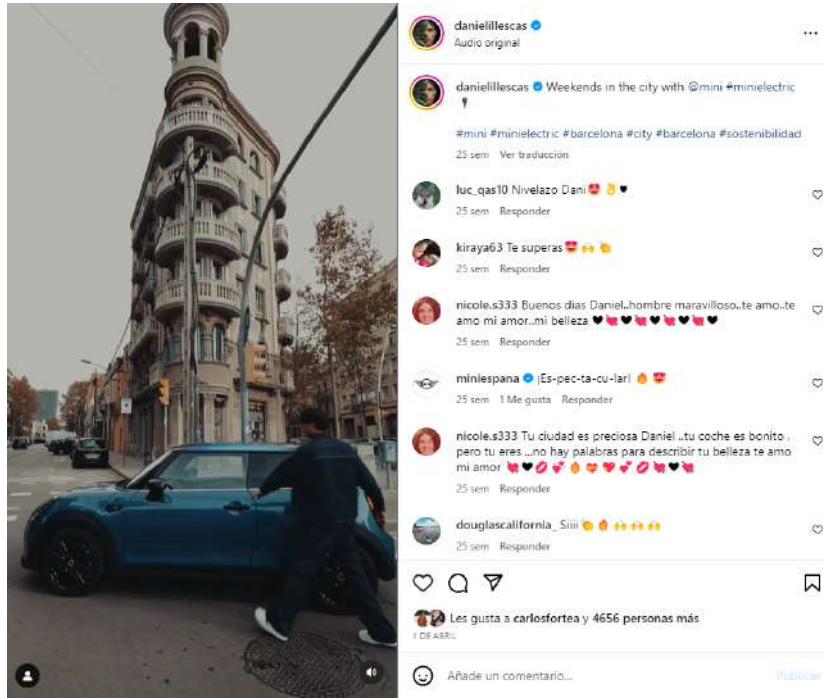 danielillescas
Audio original
danielillescas Weekends in the city with @mini #minielectric
#mini #minielectric #barcelona #city #barcelona #sostenibilidad
25 sem Ver traducción
luc_qas10 Nivelazo Dani😍👌🖤
25 sem Responder
kiraya63 Te superas😍🙌👏
25 sem Responder
nicole.s333 Buenos dias Daniel..hombre maravilloso..te amo..te
amo mi amor..mi belleza 🖤💘🖤💘🖤💘🖤💘🖤
25 sem Responder
miniespana ¡Es-pec-ta-cu-lar! 🔥😍
25 sem 1 Me gusta Responder
nicole.s333 Tu ciudad es preciosa Daniel ..tu coche es bonito ,
pero tu eres ...no hay palabras para describir tu belleza te amo
mi amor 💘🖤💋💕🔥❤️‍🔥💖💕💋💘🖤💘
25 sem Responder
douglascalifornia_ Siiii 👏🔥🙌🙌🙌
25 sem Responder
Les gusta a carlosfortea y 4656 personas más
1 DE ABRIL
Añade un comentario...
Publicar